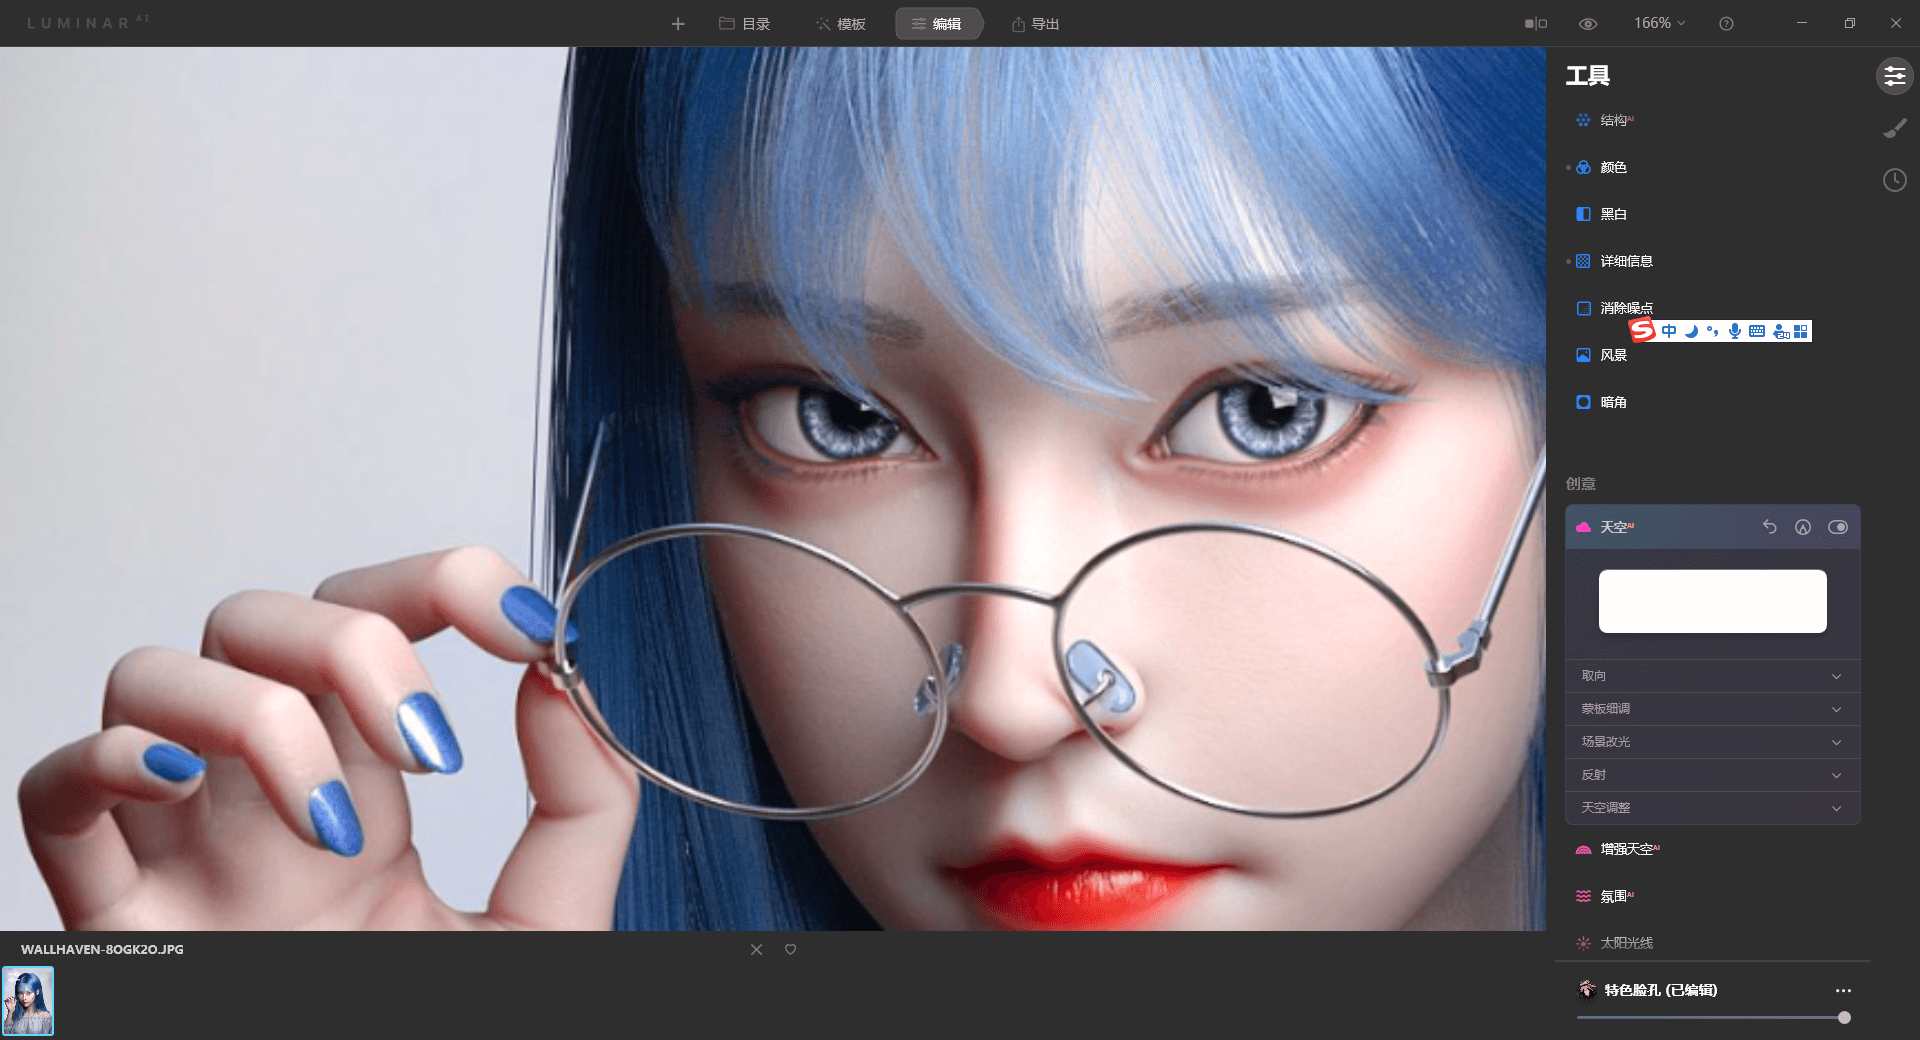 LUMINAR AI
目录
模板
编辑
导出
166%
工具
结构AI
颜色
黑白
详细信息
消除噪点
中
风景
暗角
创意
天空AI
取向
蒙板细调
场景改光
反射
天空调整
增强天空AI
氛围AI
太阳光线
WALLHAVEN-8OGK2O.JPG
特色脸孔 (已编辑)